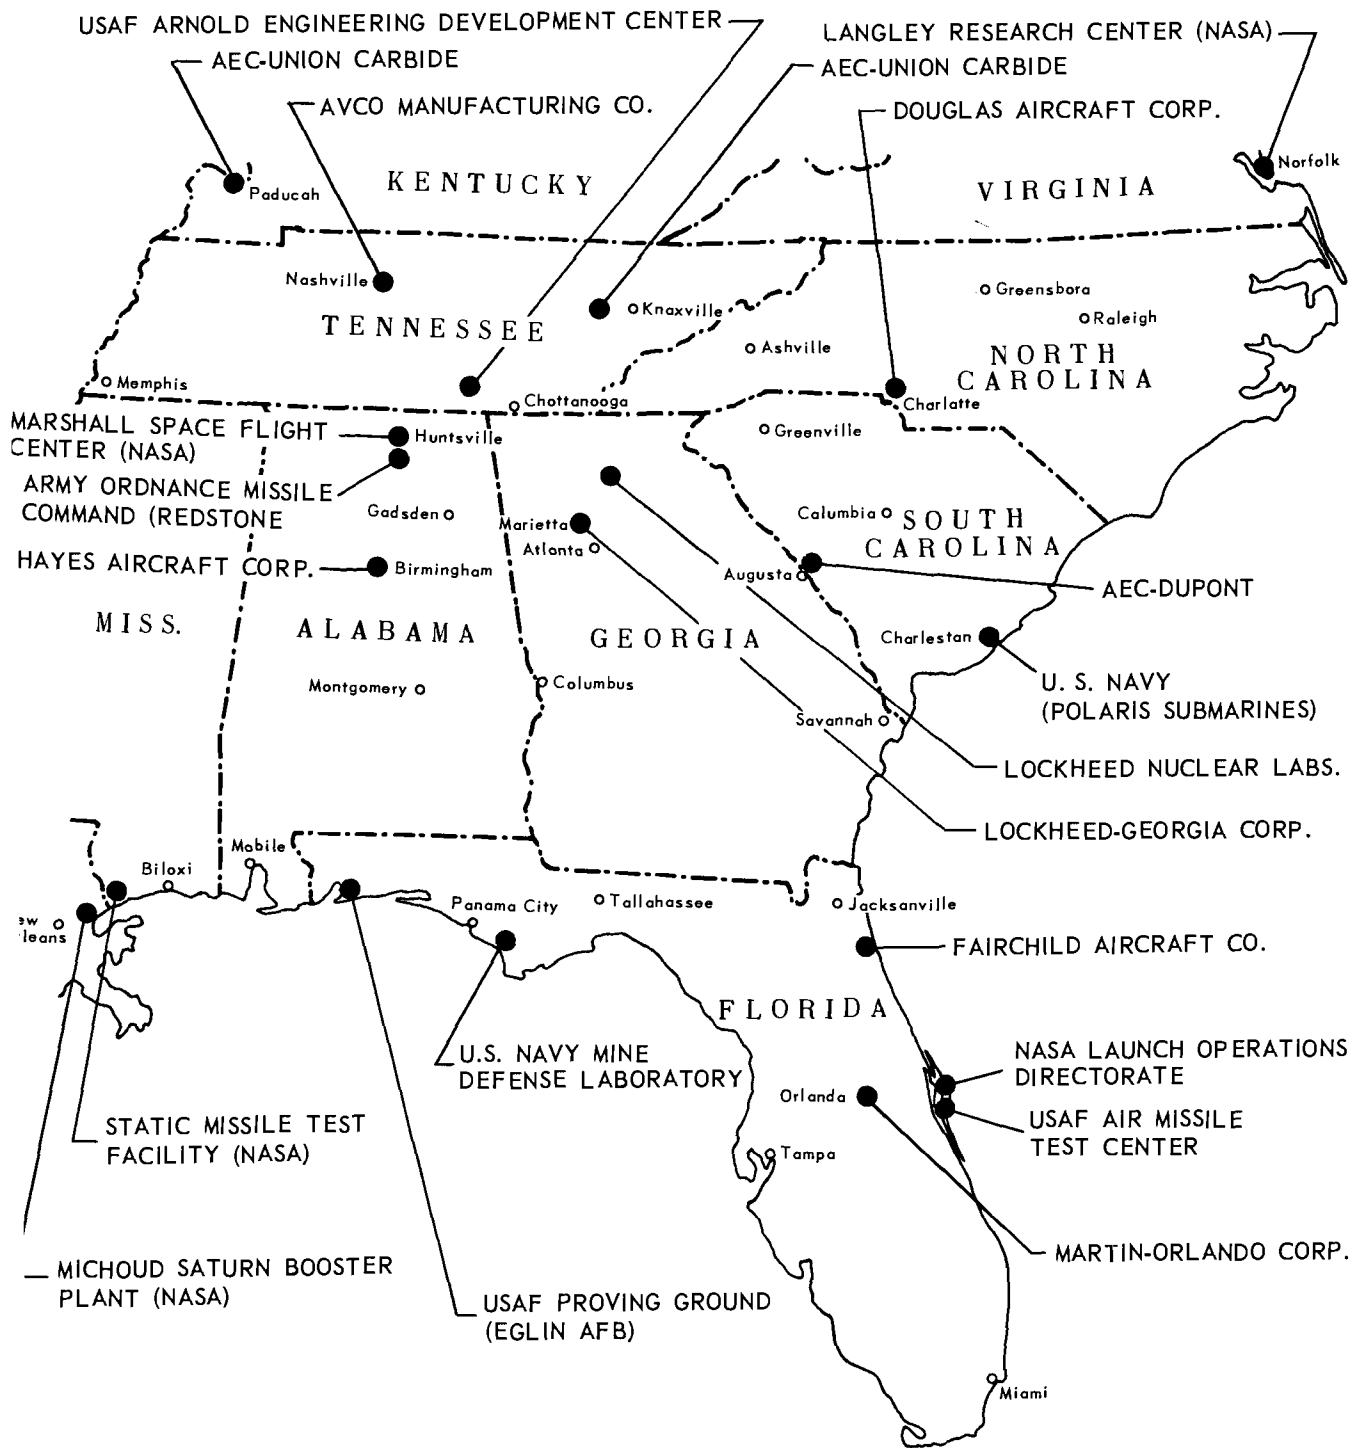 USAF ARNOLD ENGINEERING DEVELOPMENT CENTER
LANGLEY RESEARCH CENTER (NASA)
AEC-UNION CARBIDE
AEC-UNION CARBIDE
AVCO MANUFACTURING CO.
DOUGLAS AIRCRAFT CORP.
Norfolk
KENTUCKY
VIRGINIA
Paducah
Nashville
Greensbora
Knaxville
Raleigh
TENNESSEE
Ashville
NORTH
CAROLINA
Memphis
Chottanooga
Charlatte
MARSHALL SPACE FLIGHT
CENTER (NASA)
Huntsville
Greenville
ARMY ORDNANCE MISSILE
COMMAND (REDSTONE
Gadsden
Marietta
Atlonta
Calumbia
SOUTH
CAROLINA
HAYES AIRCRAFT CORP.
Birmingham
Augusta
AEC-DUPONT
MISS.
ALABAMA
GEORGIA
Charlestan
Montgomery
Columbus
U. S. NAVY
(POLARIS SUBMARINES)
Savannah
LOCKHEED NUCLEAR LABS.
LOCKHEED-GEORGIA CORP.
Mobile
Biloxi
Panama City
Tallahassee
Jacksanville
ew
leans
FAIRCHILD AIRCRAFT CO.
FLORIDA
U.S. NAVY MINE
DEFENSE LABORATORY
NASA LAUNCH OPERATIONS
DIRECTORATE
Orlanda
USAF AIR MISSILE
TEST CENTER
STATIC MISSILE TEST
FACILITY (NASA)
Tampa
MARTIN-ORLANDO CORP.
MICHOUD SATURN BOOSTER
PLANT (NASA)
USAF PROVING GROUND
(EGLIN AFB)
Miami